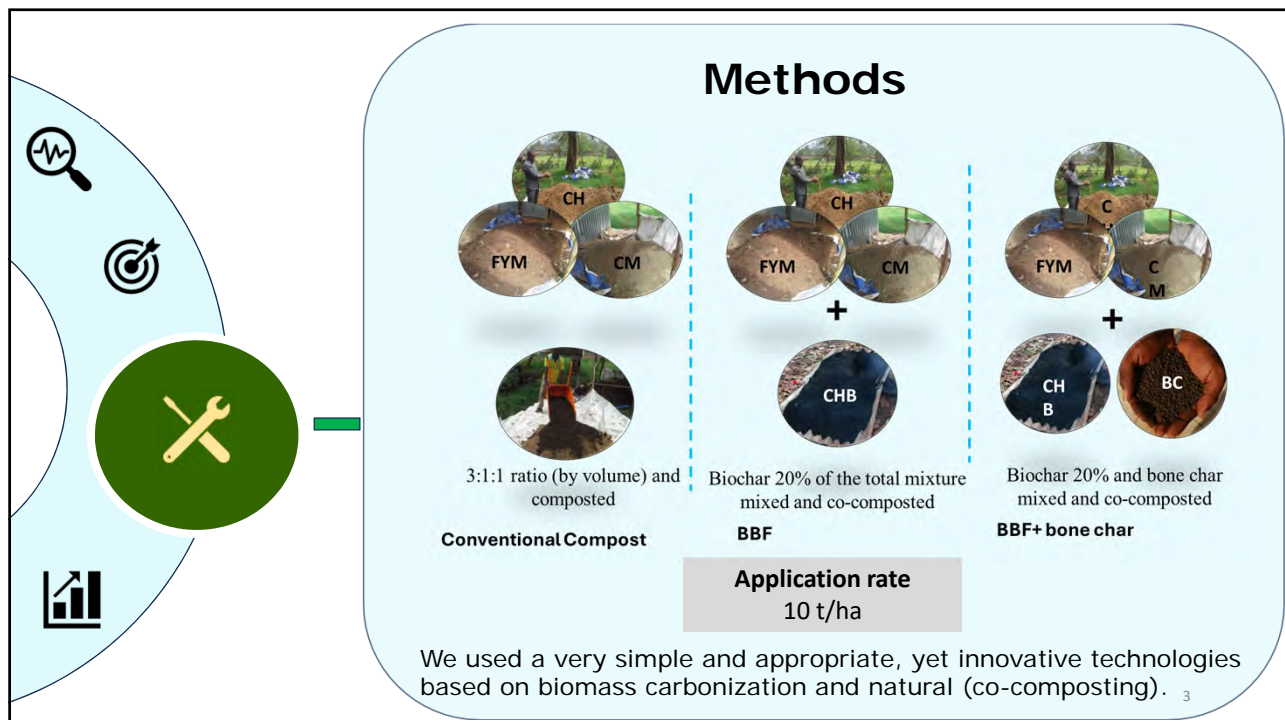 Methods
CH
FYM
CM
3:1:1 ratio (by volume) and
composted
Conventional Compost
CH
FYM
CM
+
CHB
Biochar 20% of the total mixture
mixed and co-composted
BBF
C
FYM
C
M
+
CH
B
BC
Biochar 20% and bone char
mixed and co-composted
BBF+ bone char
Application rate
10 t/ha
We used a very simple and appropriate, yet innovative technologies
based on biomass carbonization and natural (co-composting).
3